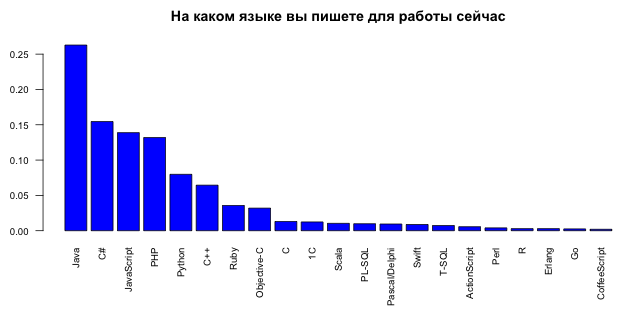 На каком языке вы пишете для работы сейчас
0.25
0.20
0.15
0.10
0.05
0.00
Java
C#
JavaScript
PHP
Python
C++
Ruby
Objective-C
C
1C
Scala
PL-SQL
Pascal/Delphi
Swift
T-SQL
ActionScript
Perl
R
Erlang
Go
CoffeeScript